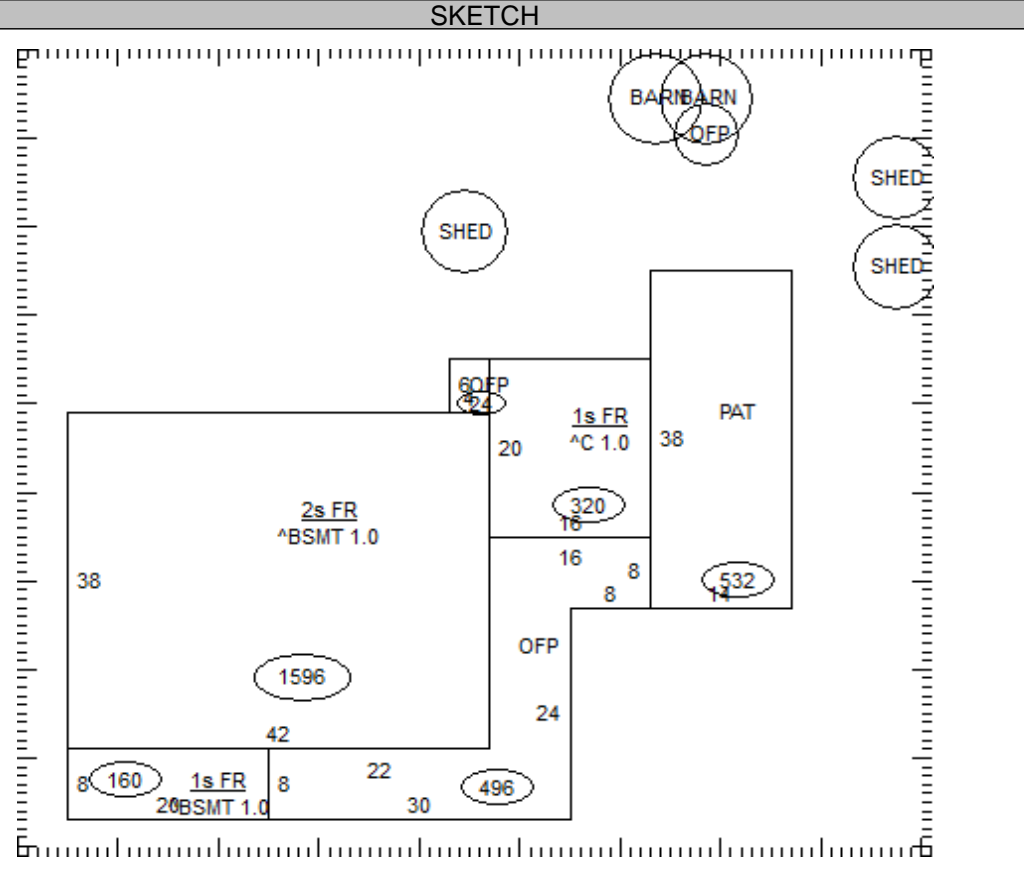 SKETCH
BARN
BARN
OFP
SHED
SHED
SHED
6
OFP
4
24
1s FR
^C 1.0
20
320
16
PAT
38
532
14
2s FR
^BSMT 1.0
38
1596
42
16
8
8
OFP
24
22
8
496
30
8
160
1s FR
20
^BSMT 1.0